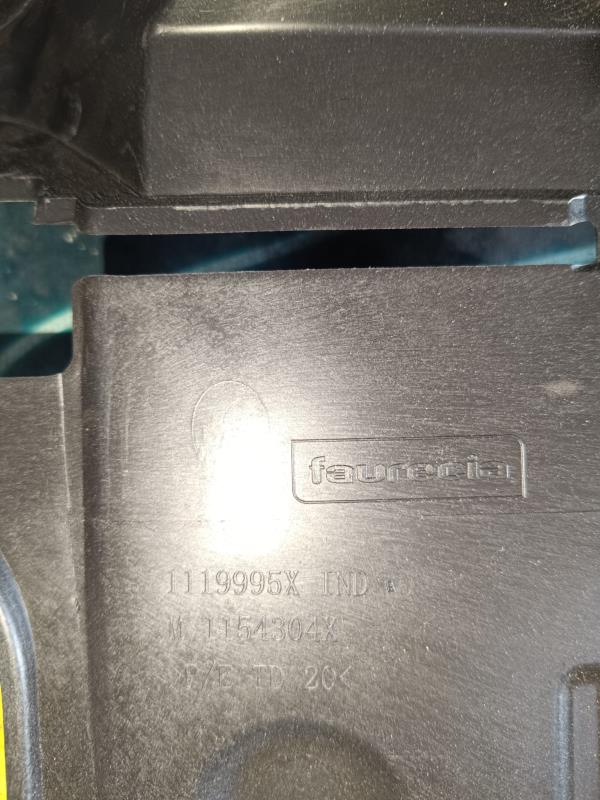 faurecia
1119995X IND
M 1154304X
TD 20<